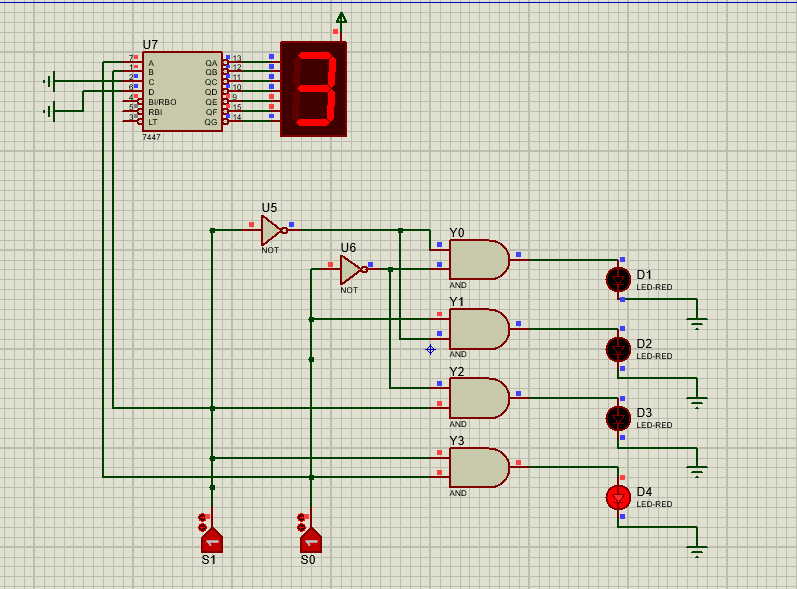 U7
7 A QA 13
1 B QB 12
2 C QC 11
6 D QD 10
4 BI/RBO QE 9
5 RBI QF 15
3 LT QG 14
7447
3
U5
NOT
U6
NOT
Y0
AND
Y1
AND
Y2
AND
Y3
AND
D1
LED-RED
D2
LED-RED
D3
LED-RED
D4
LED-RED
1
1
S1
S0